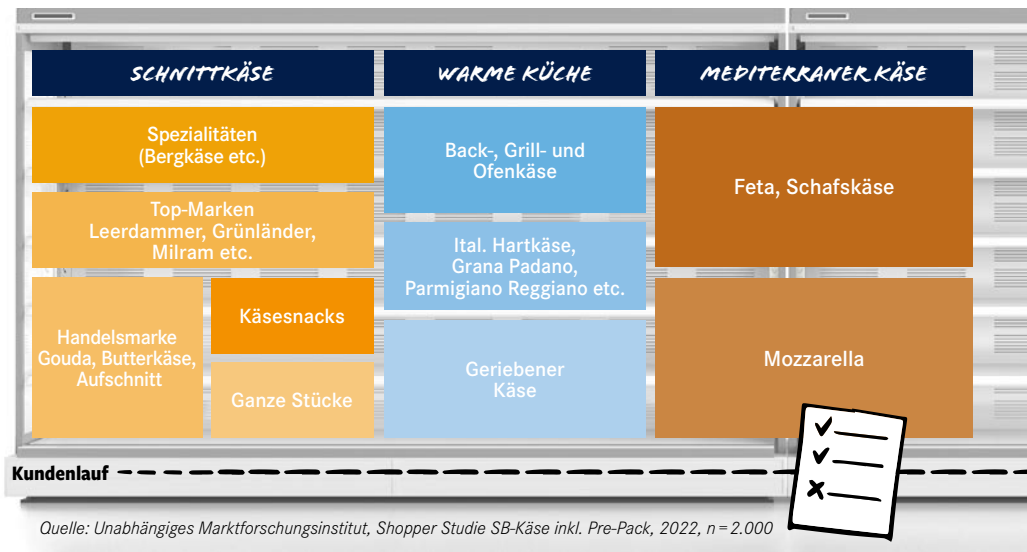 SCHNITTKÄSE
Spezialitäten
(Bergkäse etc.)
Top-Marken
Leerdammer, Grünländer,
Milram etc.
Handelsmarke
Gouda, Butterkäse,
Aufschnitt
Käsesnacks
Ganze Stücke
WARME KÜCHE
Back-, Grill- und
Ofenkäse
Ital. Hartkäse,
Grana Padano,
Parmigiano Reggiano etc.
Geriebener
Käse
MEDITERRANER KÄSE
Feta, Schafskäse
Mozzarella
Kundenlauf
Quelle: Unabhängiges Marktforschungsinstitut, Shopper Studie SB-Käse inkl. Pre-Pack, 2022, n = 2.000